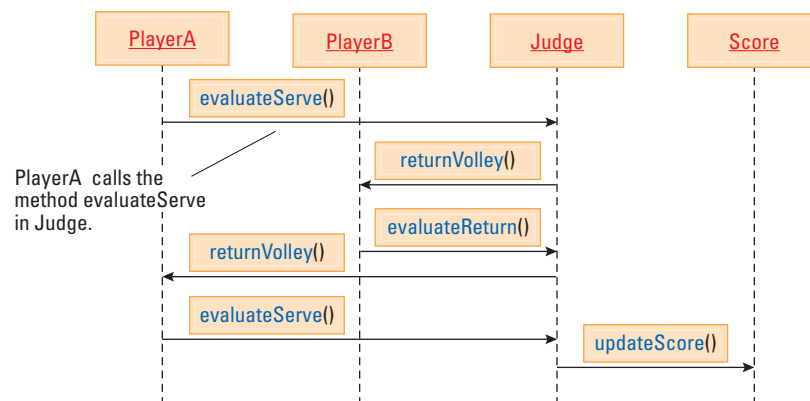 PlayerA
PlayerB
Judge
Score
evaluateServe()
returnVolley()
PlayerA calls the
method evaluateServe
in Judge.
evaluateReturn()
returnVolley()
evaluateServe()
updateScore()